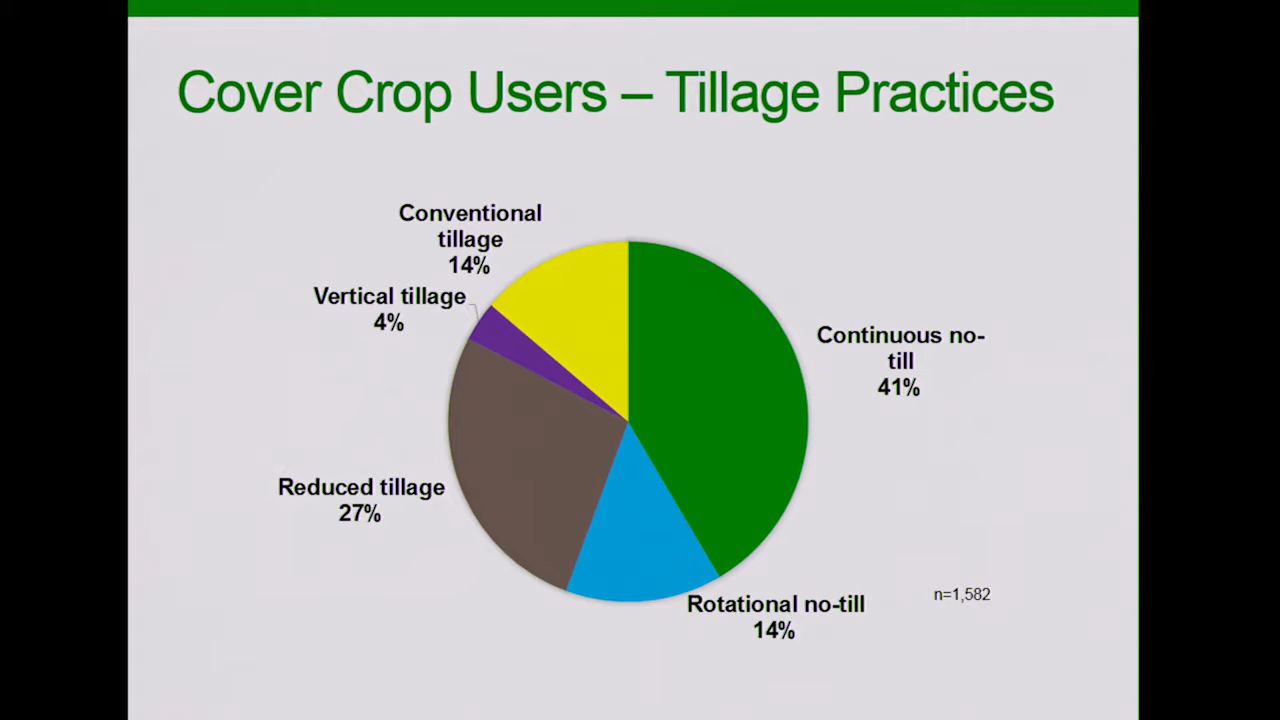 Cover Crop Users – Tillage Practices
Conventional
tillage
14%
Vertical tillage
4%
Continuous no-
till
41%
Reduced tillage
27%
Rotational no-till
14%
n=1,582